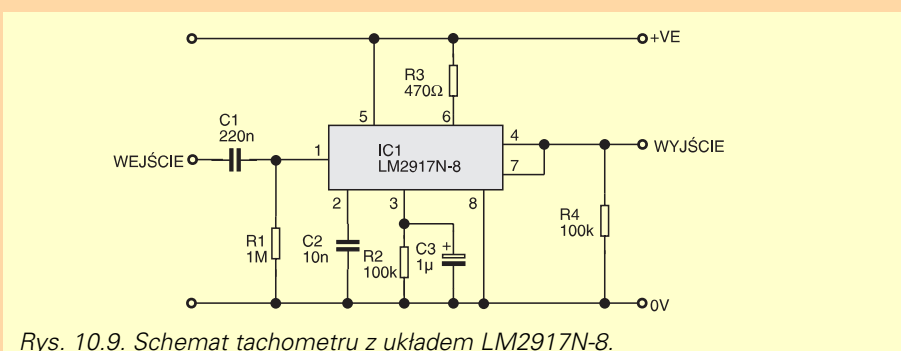 +VE
R3
470Ω
5
6
C1
220n
4
WEJŚCIE
1
IC1
LM2917N-8
WYJŚCIE
7
2
3
8
R1
1M
C2
10n
R2
100k
C3
1µ
+
R4
100k
0V
Rys. 10.9. Schemat tachometru z układem LM2917N-8.